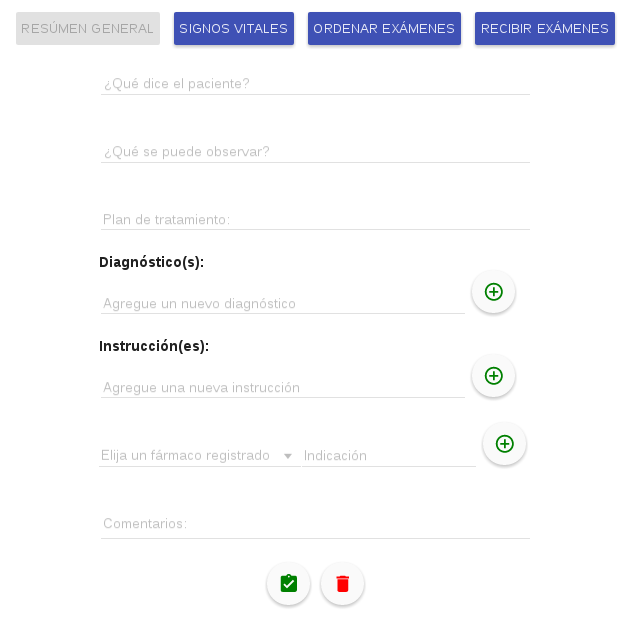 RESÚMEN GENERAL SIGNOS VITALES ORDENAR EXÁMENES RECIBIR EXÁMENES
¿Qué dice el paciente?
¿Qué se puede observar?
Plan de tratamiento:
Diagnóstico(s):
Agregue un nuevo diagnóstico
Instrucción(es):
Agregue una nueva instrucción
Elija un fármaco registrado Indicación
Comentarios: